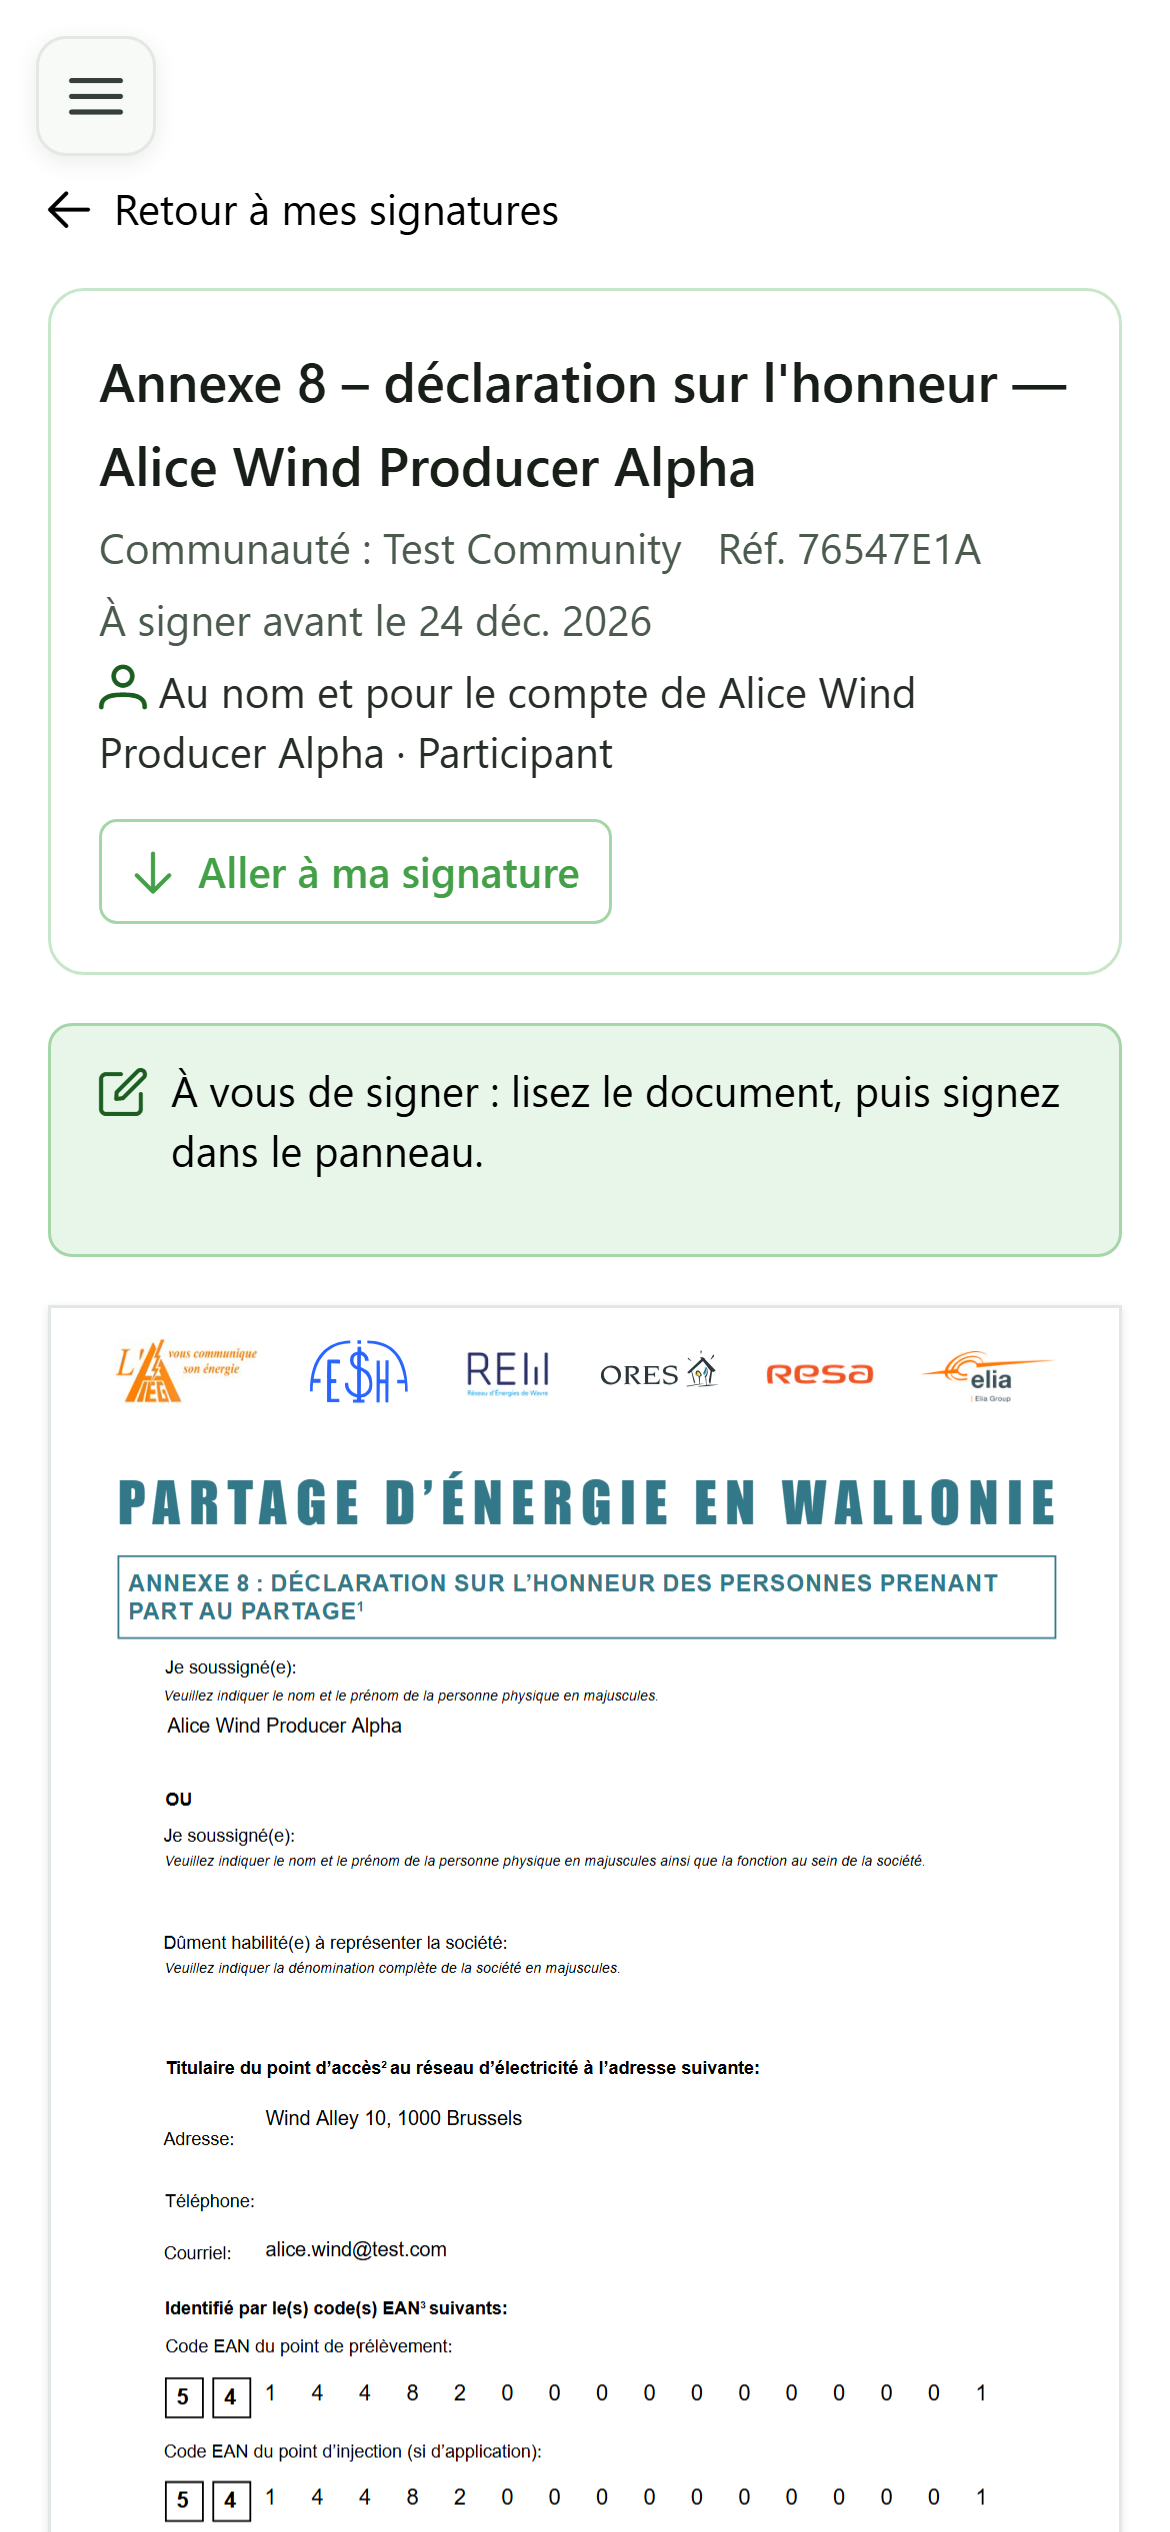 Retour à mes signatures
Annexe 8 – déclaration sur l'honneur —
Alice Wind Producer Alpha
Communauté : Test Community Réf. 76547E1A
À signer avant le 24 déc. 2026
Au nom et pour le compte de Alice Wind
Producer Alpha · Participant
Aller à ma signature
À vous de signer : lisez le document, puis signez
dans le panneau.
L'AIEG vous communique
son énergie
AESH
REW
Réseau d'Énergies de Wavre
ORES
resa
elia
Elia Group
PARTAGE D’ÉNERGIE EN WALLONIE
ANNEXE 8 : DÉCLARATION SUR L’HONNEUR DES PERSONNES PRENANT
PART AU PARTAGE¹
Je soussigné(e):
Veuillez indiquer le nom et le prénom de la personne physique en majuscules.
Alice Wind Producer Alpha
OU
Je soussigné(e):
Veuillez indiquer le nom et le prénom de la personne physique en majuscules ainsi que la fonction au sein de la société.
Dûment habilité(e) à représenter la société:
Veuillez indiquer la dénomination complète de la société en majuscules.
Titulaire du point d’accès² au réseau d’électricité à l’adresse suivante:
Wind Alley 10, 1000 Brussels
Adresse:
Téléphone:
Courriel: alice.wind@test.com
Identifié par le(s) code(s) EAN³ suivants:
Code EAN du point de prélèvement:
5 4 1 4 4 8 2 0 0 0 0 0 0 0 0 0 0 1
Code EAN du point d’injection (si d’application):
5 4 1 4 4 8 2 0 0 0 0 0 0 0 0 0 0 1